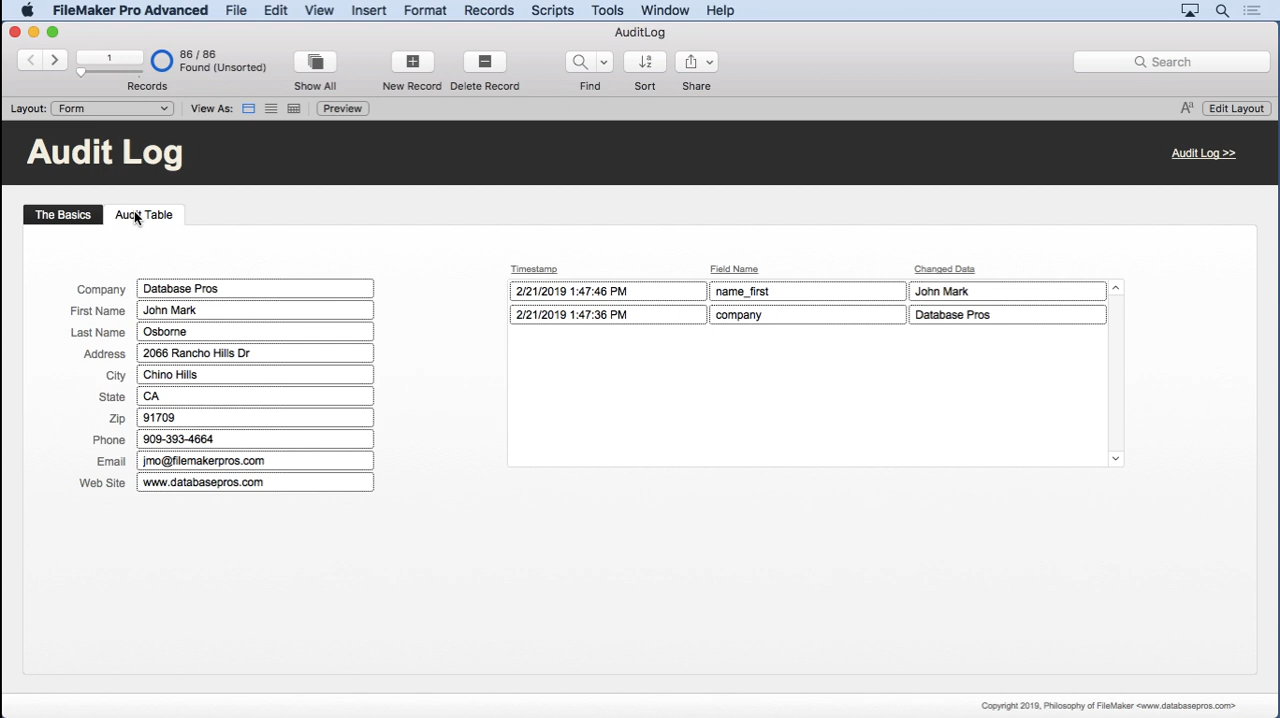 FileMaker Pro Advanced File Edit View Insert Format Records Scripts Tools Window Help
AuditLog
1
86 / 86
Found (Unsorted)
Search
Records Show All New Record Delete Record Find Sort Share
Layout: Form View As: Preview Aª Edit Layout
Audit Log
Audit Log >>
The Basics Audit Table
Timestamp Field Name Changed Data
Company Database Pros 2/21/2019 1:47:46 PM name_first John Mark
First Name John Mark 2/21/2019 1:47:36 PM company Database Pros
Last Name Osborne
Address 2066 Rancho Hills Dr
City Chino Hills
State CA
Zip 91709
Phone 909-393-4664
Email jmo@filemakerpros.com
Web Site www.databasepros.com
Copyright 2019, Philosophy of FileMaker <www.databasepros.com>